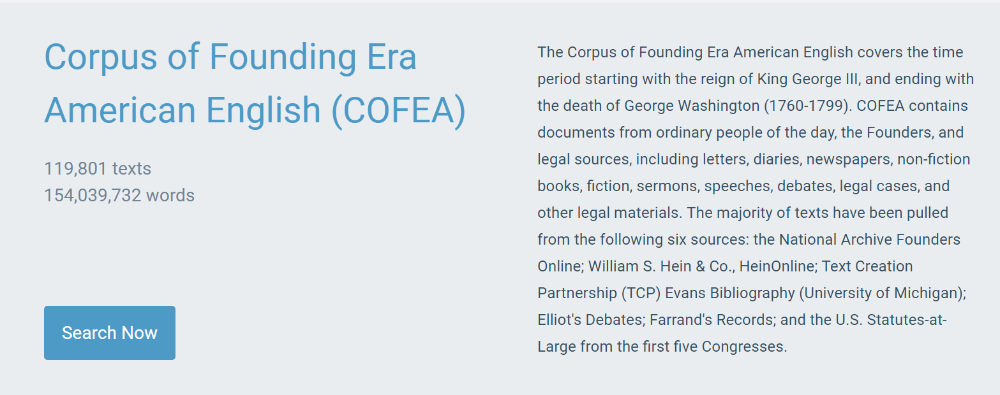 Corpus of Founding Era
American English (COFEA)
119,801 texts
154,039,732 words
Search Now
The Corpus of Founding Era American English covers the time
period starting with the reign of King George III, and ending with
the death of George Washington (1760-1799). COFEA contains
documents from ordinary people of the day, the Founders, and
legal sources, including letters, diaries, newspapers, non-fiction
books, fiction, sermons, speeches, debates, legal cases, and
other legal materials. The majority of texts have been pulled
from the following six sources: the National Archive Founders
Online; William S. Hein & Co., HeinOnline; Text Creation
Partnership (TCP) Evans Bibliography (University of Michigan);
Elliot's Debates; Farrand's Records; and the U.S. Statutes-at-
Large from the first five Congresses.